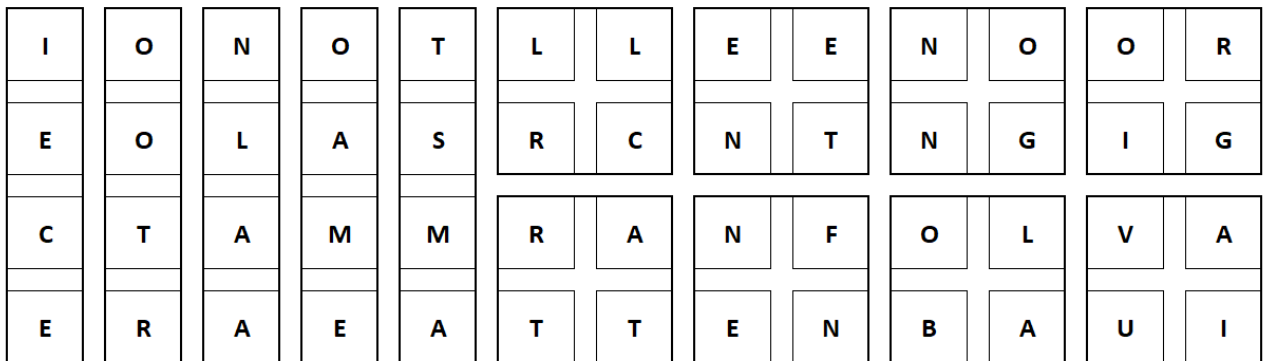 I O N O T L L E E N O O R
E O L A S R C N T N G I G
C T A M M R A N F O L V A
E R A E A T T E N B A U I